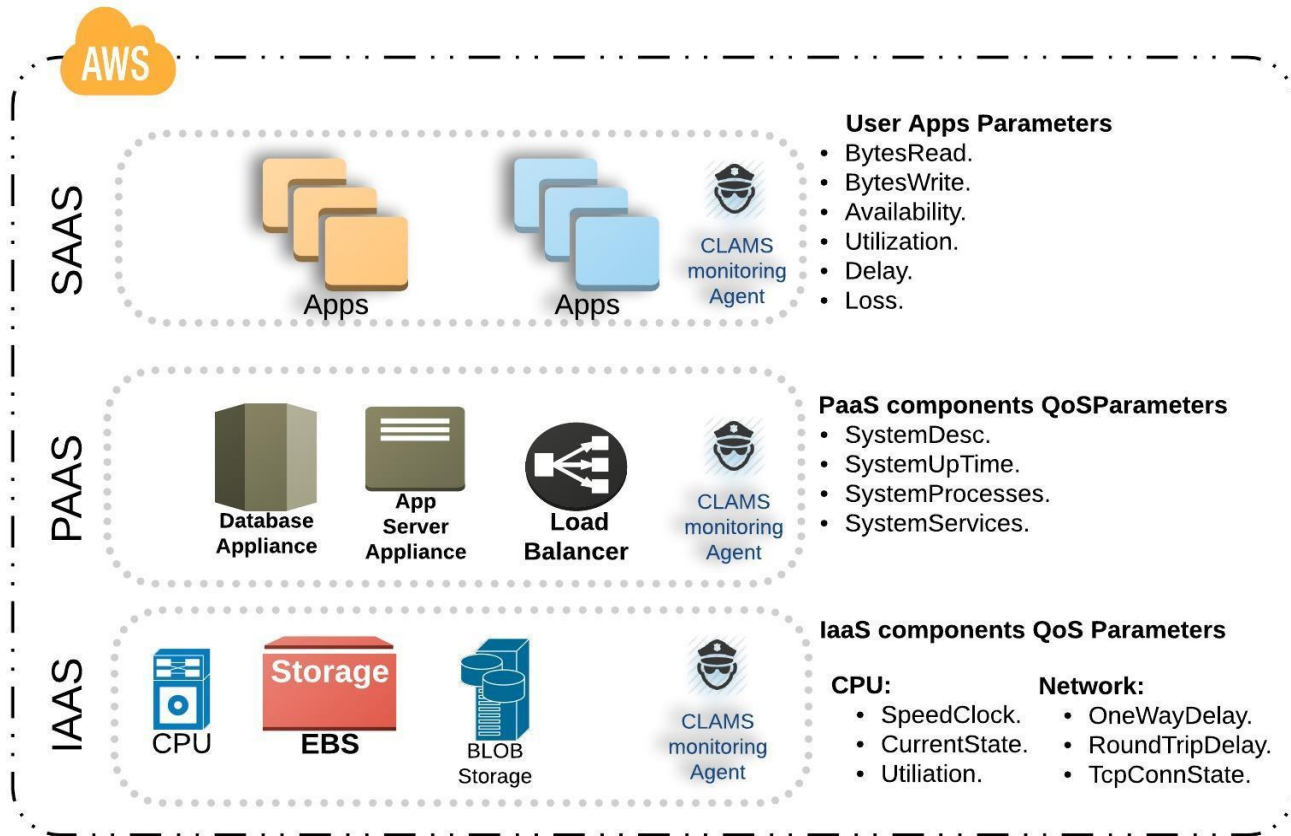 AWS
SAAS
Apps
Apps
CLAMS
monitoring
Agent
User Apps Parameters
• BytesRead.
• BytesWrite.
• Availability.
• Utilization.
• Delay.
• Loss.
PAAS
Database
Appliance
App
Server
Appliance
Load
Balancer
CLAMS
monitoring
Agent
PaaS components QoSParameters
• SystemDesc.
• SystemUpTime.
• SystemProcesses.
• SystemServices.
IAAS
CPU
Storage
EBS
BLOB
Storage
CLAMS
monitoring
Agent
IaaS components QoS Parameters
CPU:
• SpeedClock.
• CurrentState.
• Utiliation.
Network:
• OneWayDelay.
• RoundTripDelay.
• TcpConnState.